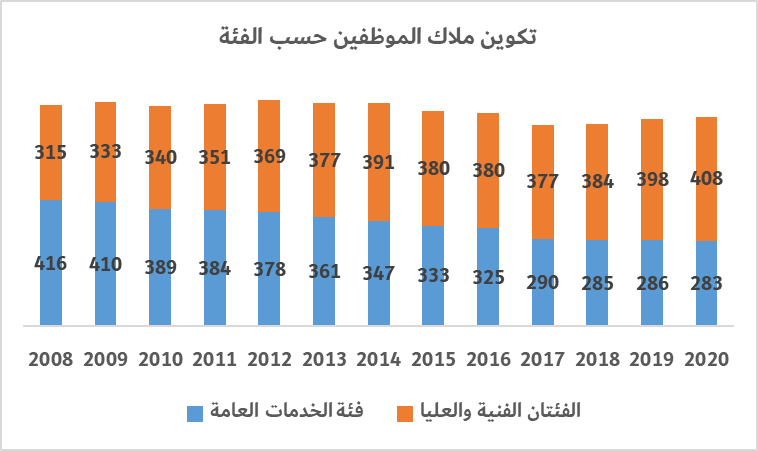 تكوين ملاك الموظفين حسب الفئة
315 333 340 351 369 377 391 380 380 377 384 398 408
416 410 389 384 378 361 347 333 325 290 285 286 283
2008 2009 2010 2011 2012 2013 2014 2015 2016 2017 2018 2019 2020
فئة الخدمات العامة الفئتان الفنية والعليا